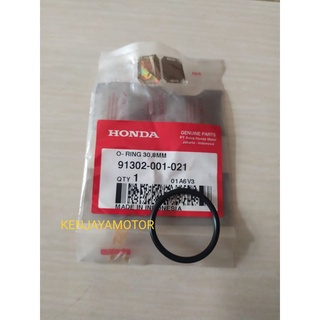 HONDA
GENUINE PARTS
PT Astra Honda Motor
Jakarta - Indonesia
O- RING 30,8MM
91302-001-021
QTY 1
01A6V3
MADE IN INDONESIA
KEUJAYAMOTOR